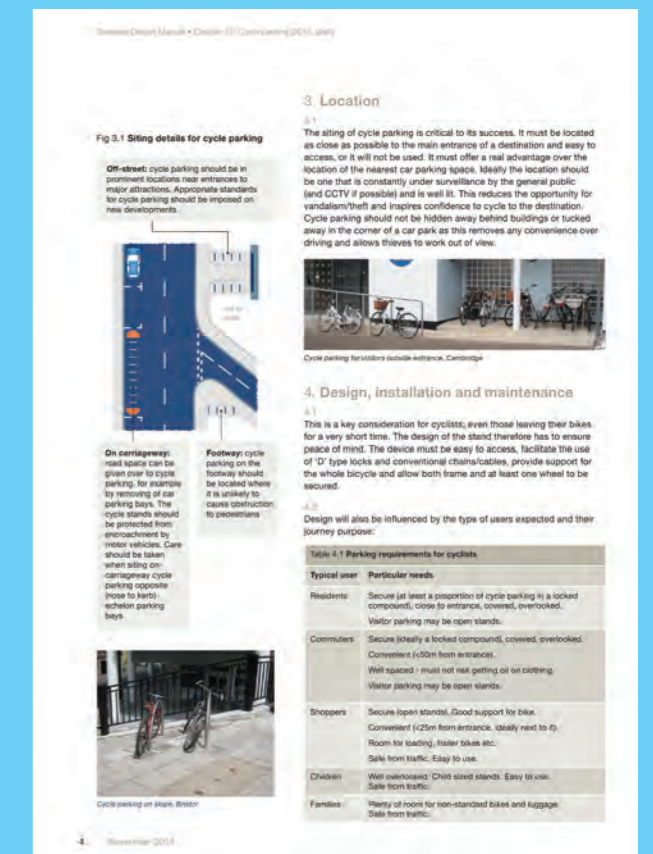 Sustrans Design Manual • Chapter 07: Cycle parking (2014, draft)
Fig 3.1 Siting details for cycle parking
Off-street: cycle parking should be in
prominent locations near entrances to
major attractions. Appropriate standards
for cycle parking should be imposed on
new developments.
On carriageway:
road space can be
given over to cycle
parking, for example
by removing of car
parking bays. The
cycle stands should
be protected from
encroachment by
motor vehicles. Care
should be taken
when siting on-
carriageway cycle
parking opposite
(nose to kerb)
echelon parking
bays
Footway: cycle
parking on the
footway should
be located where
it is unlikely to
cause obstruction
to pedestrians
Cycle parking on slope, Bristol
3. Location
3.1
The siting of cycle parking is critical to its success. It must be located
as close as possible to the main entrance of a destination and easy to
access, or it will not be used. It must offer a real advantage over the
location of the nearest car parking space. Ideally the location should
be one that is constantly under surveillance by the general public
(and CCTV if possible) and is well lit. This reduces the opportunity for
vandalism/theft and inspires confidence to cycle to the destination.
Cycle parking should not be hidden away behind buildings or tucked
away in the corner of a car park as this removes any convenience over
driving and allows thieves to work out of view.
Cycle parking for visitors outside entrance, Cambridge
4. Design, installation and maintenance
4.1
This is a key consideration for cyclists; even those leaving their bikes
for a very short time. The design of the stand therefore has to ensure
peace of mind. The device must be easy to access, facilitate the use
of 'D' type locks and conventional chains/cables, provide support for
the whole bicycle and allow both frame and at least one wheel to be
secured.
4.2
Design will also be influenced by the type of users expected and their
journey purpose:
Table 4.1 Parking requirements for cyclists
Typical user Particular needs
Residents Secure (at least a proportion of cycle parking in a locked
compound), close to entrance, covered, overlooked.
Visitor parking may be open stands.
Commuters Secure (ideally a locked compound), covered, overlooked.
Convenient (<50m from entrance).
Well spaced - must not risk getting oil on clothing.
Visitor parking may be open stands.
Shoppers Secure (open stands). Good support for bike.
Convenient (<25m from entrance, ideally next to it).
Room for loading, trailer bikes etc.
Safe from traffic. Easy to use.
Children Well overlooked. Child sized stands. Easy to use.
Safe from traffic.
Families Plenty of room for non-standard bikes and luggage
Safe from traffic.
4 November 2014